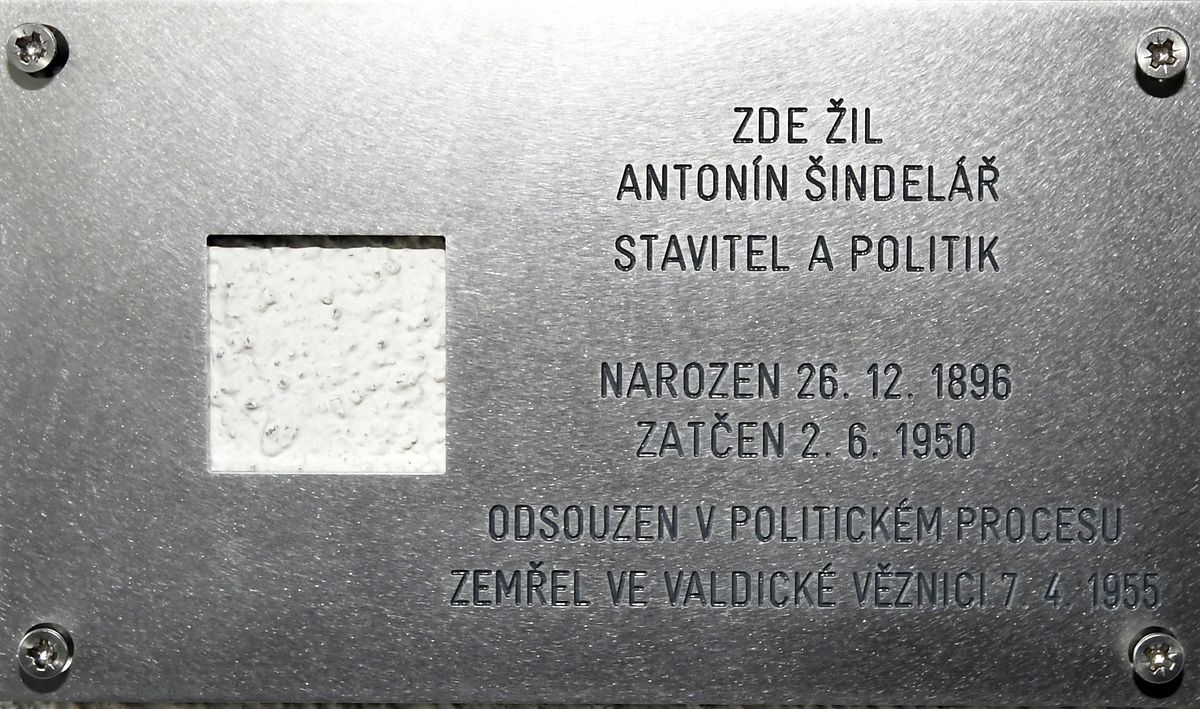 ZDE ŽIL
ANTONÍN ŠINDELÁŘ
STAVITEL A POLITIK
NAROZEN 26. 12. 1896
ZATČEN 2. 6. 1950
ODSOUZEN V POLITICKÉM PROCESU
ZEMŘEL VE VALDICKÉ VĚZNICI 7. 4. 1955